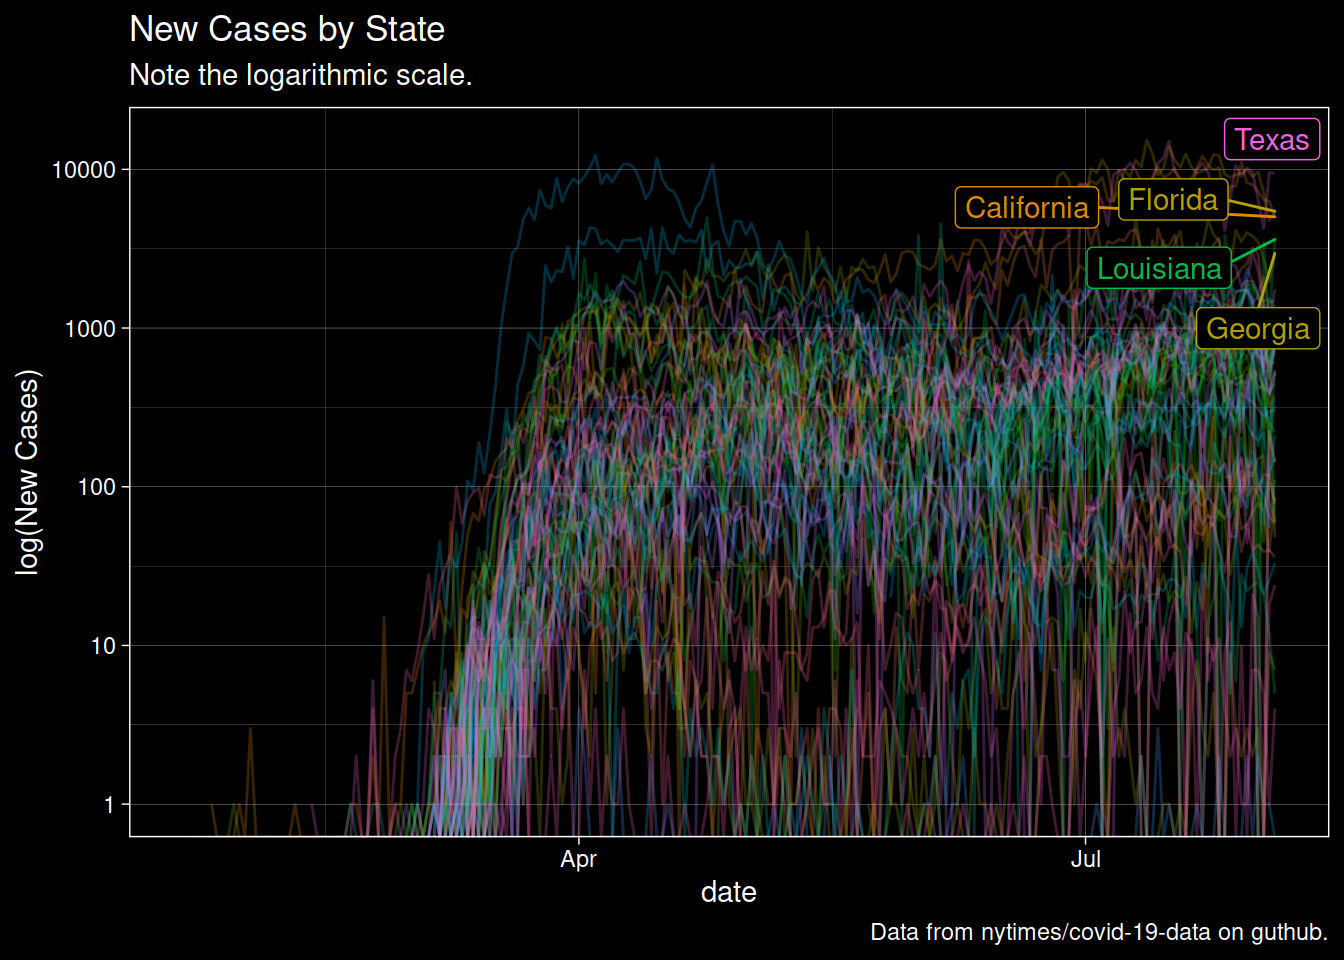 New Cases by State
Note the logarithmic scale.
log(New Cases)
10000
1000
100
10
1
Texas
California
Florida
Louisiana
Georgia
Apr
Jul
date
Data from nytimes/covid-19-data on guthub.